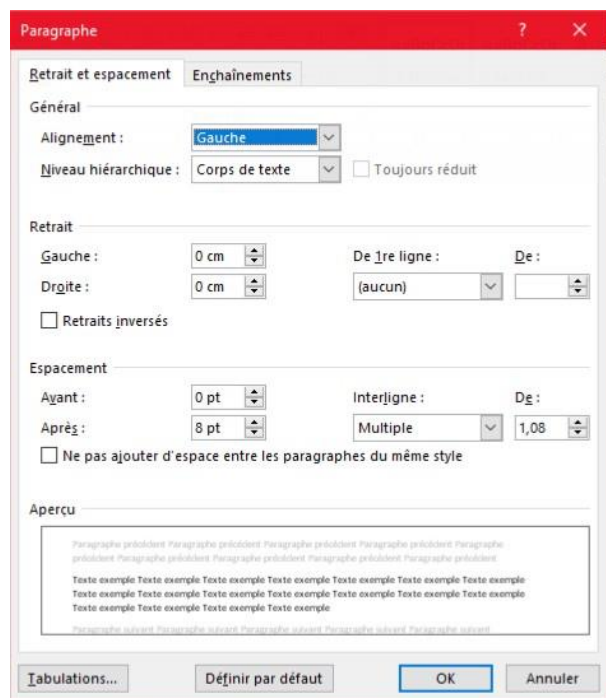 Paragraphe ? ×
Retrait et espacement Enchaînements
Général
Alignement : Gauche
Niveau hiérarchique : Corps de texte Toujours réduit
Retrait
Gauche : 0 cm De 1re ligne : De :
Droite : 0 cm (aucun)
Retraits inversés
Espacement
Avant : 0 pt Interligne : De :
Après : 8 pt Multiple 1,08
Ne pas ajouter d'espace entre les paragraphes du même style
Aperçu
Paragraphe précédent Paragraphe précédent Paragraphe précédent Paragraphe précédent Paragraphe
précédent Paragraphe précédent Paragraphe précédent Paragraphe précédent Paragraphe précédent
Texte exemple Texte exemple Texte exemple Texte exemple Texte exemple Texte exemple Texte exemple
Texte exemple Texte exemple Texte exemple Texte exemple Texte exemple Texte exemple Texte exemple
Texte exemple Texte exemple Texte exemple Texte exemple
Paragraphe suivant Paragraphe suivant Paragraphe suivant Paragraphe suivant Paragraphe suivant
Tabulations... Définir par défaut OK Annuler